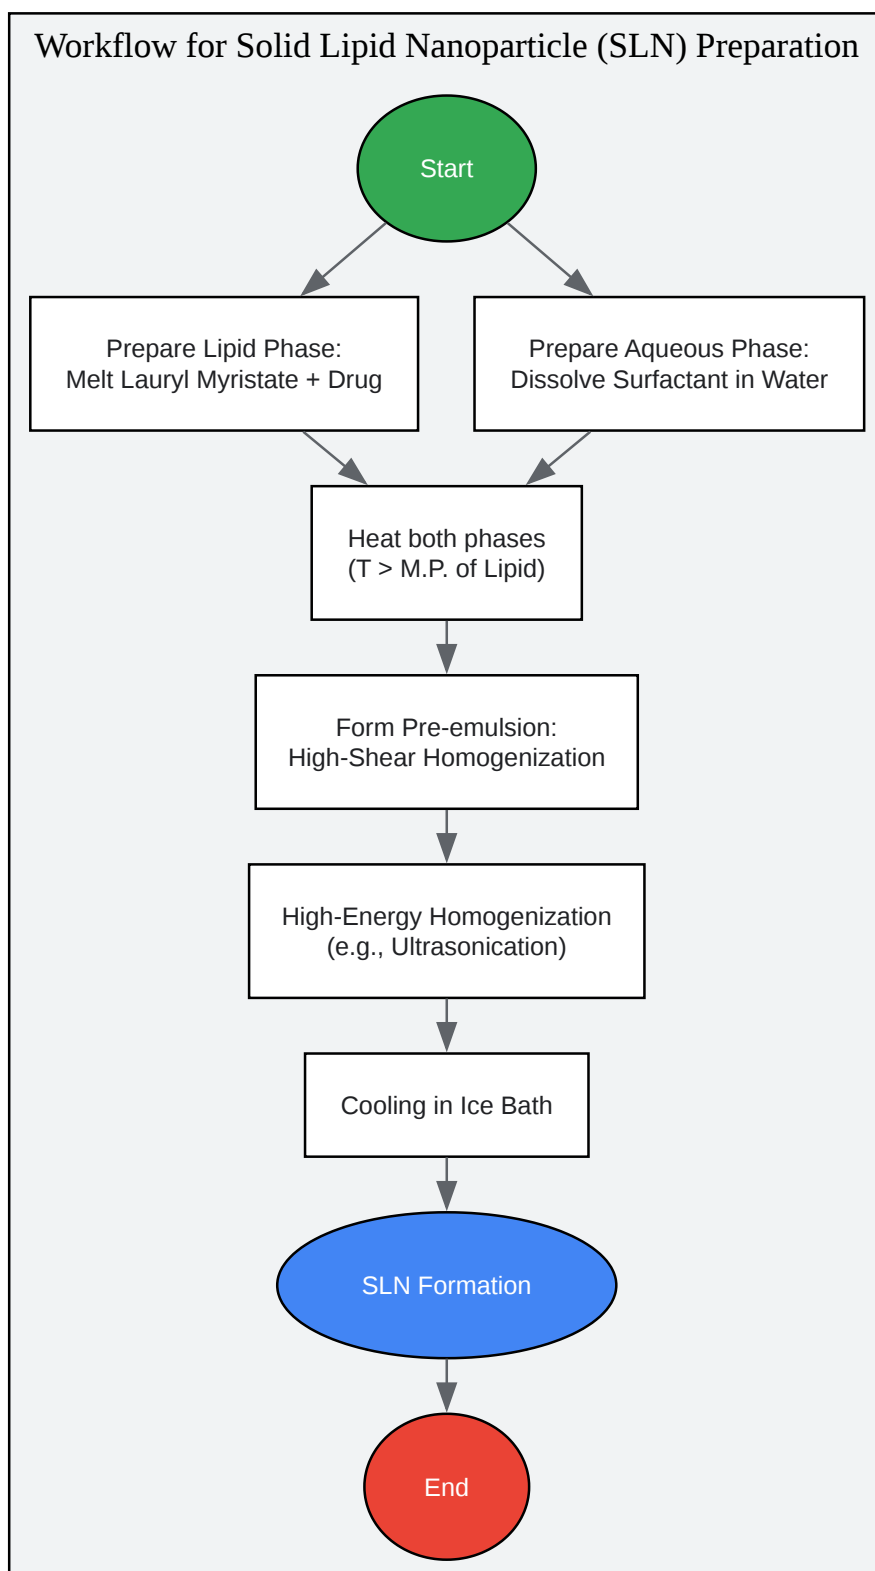 Workflow for Solid Lipid Nanoparticle (SLN) Preparation
Start
Prepare Lipid Phase:
Melt Lauryl Myristate + Drug
Prepare Aqueous Phase:
Dissolve Surfactant in Water
Heat both phases
(T > M.P. of Lipid)
Form Pre-emulsion:
High-Shear Homogenization
High-Energy Homogenization
(e.g., Ultrasonication)
Cooling in Ice Bath
SLN Formation
End